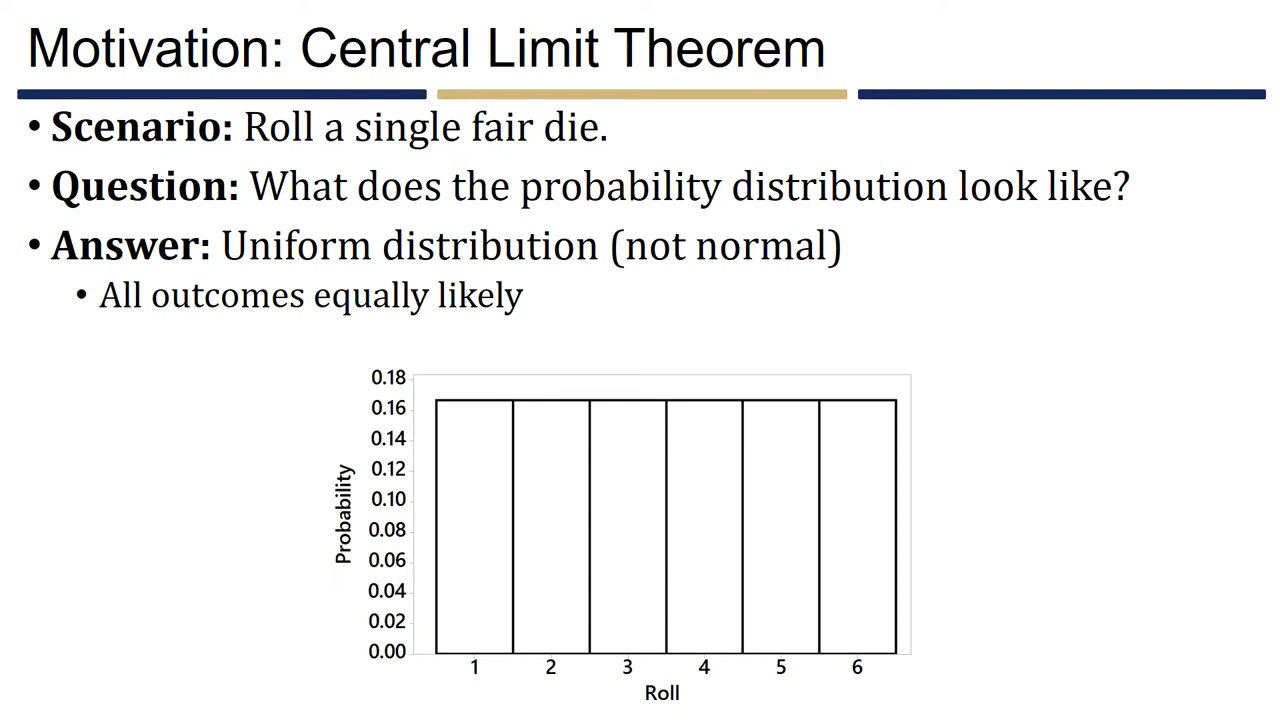 Motivation: Central Limit Theorem
• Scenario: Roll a single fair die.
• Question: What does the probability distribution look like?
• Answer: Uniform distribution (not normal)
• All outcomes equally likely
0.18
0.16
0.14
0.12
0.10
0.08
0.06
0.04
0.02
0.00
Probability
1 2 3 4 5 6
Roll